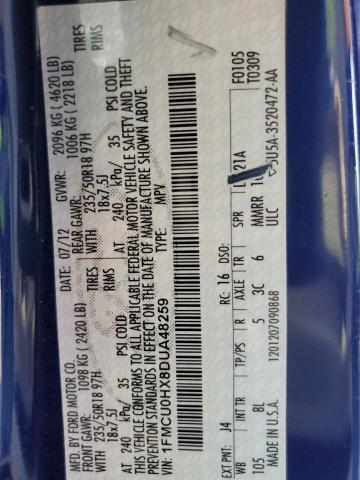 MFD. BY FORD MOTOR CO.
DATE: 07/12 GVWR: 2096 KG ( 4620 LB)
FRONT GAWR: 1098 KG ( 2420 LB) REAR GAWR: 1006 KG ( 2218 LB)
235/50R18 97H TIRES WITH 235/50R18 97H TIRES
18x7.5J RIMS 18x7.5J RIMS
AT 240 kPa/ 35 PSI COLD AT 240 kPa/ 35 PSI COLD
THIS VEHICLE CONFORMS TO ALL APPLICABLE FEDERAL MOTOR VEHICLE SAFETY AND THEFT
PREVENTION STANDARDS IN EFFECT ON THE DATE OF MANUFACTURE SHOWN ABOVE.
VIN: 1FMCU0HX8DUA48259
TYPE: MPV
F0105
T0309
EXT PNT: J4 RC: 16 DSO:
WB INT TR TP/PS R AXLE TR SPR
105 8L 5 3C 6 MMRR
ULC
1201207090868
5U5A-3520472-AA